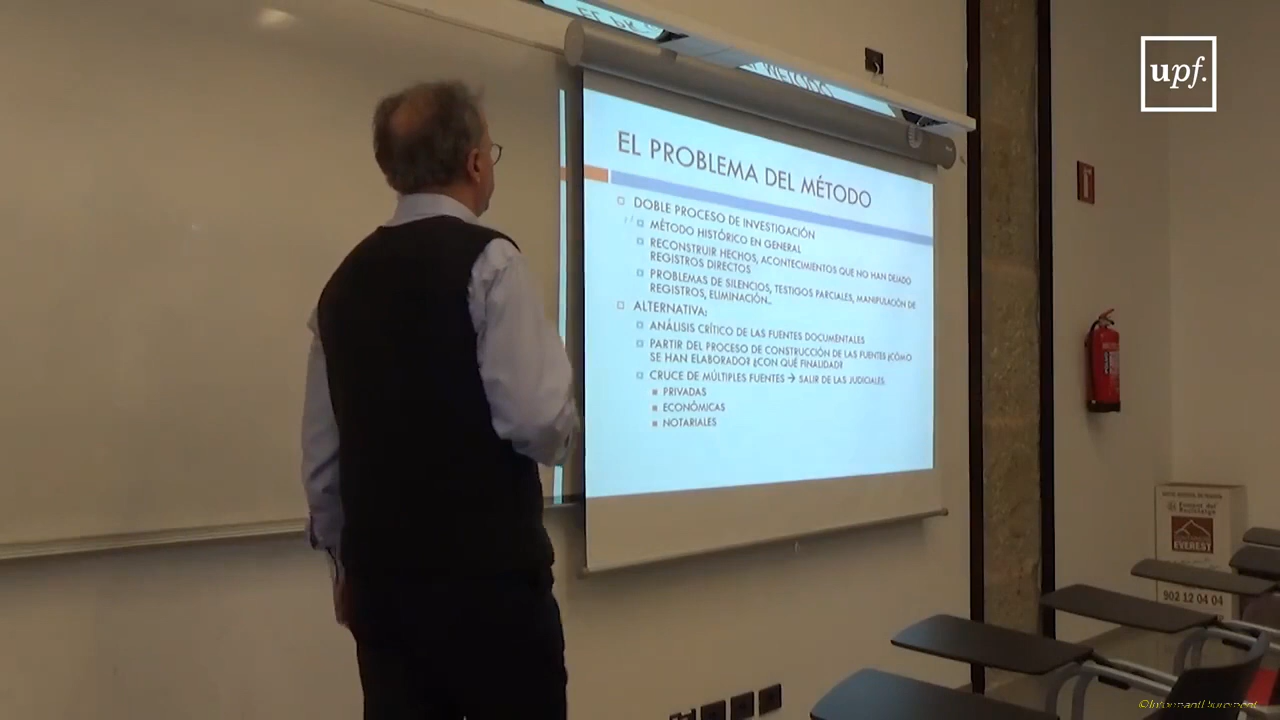 upf.
EL PROBLEMA DEL MÉTODO
DOBLE PROCESO DE INVESTIGACIÓN
MÉTODO HISTÓRICO EN GENERAL
RECONSTRUIR HECHOS, ACONTECIMIENTOS QUE NO HAN DEJADO
REGISTROS DIRECTOS
PROBLEMAS DE SILENCIOS, TESTIGOS PARCIALES, MANIPULACIÓN DE
REGISTROS, ELIMINACIÓN...
ALTERNATIVA:
ANÁLISIS CRÍTICO DE LAS FUENTES DOCUMENTALES
PARTIR DEL PROCESO DE CONSTRUCCIÓN DE LAS FUENTES ¿CÓMO
SE HAN ELABORADO? ¿CON QUÉ FINALIDAD?
CRUCE DE MÚLTIPLES FUENTES → SALIR DE LAS JUDICIALES
PRIVADAS
ECONÓMICAS
NOTARIALES
EVEREST
902 12 04 04